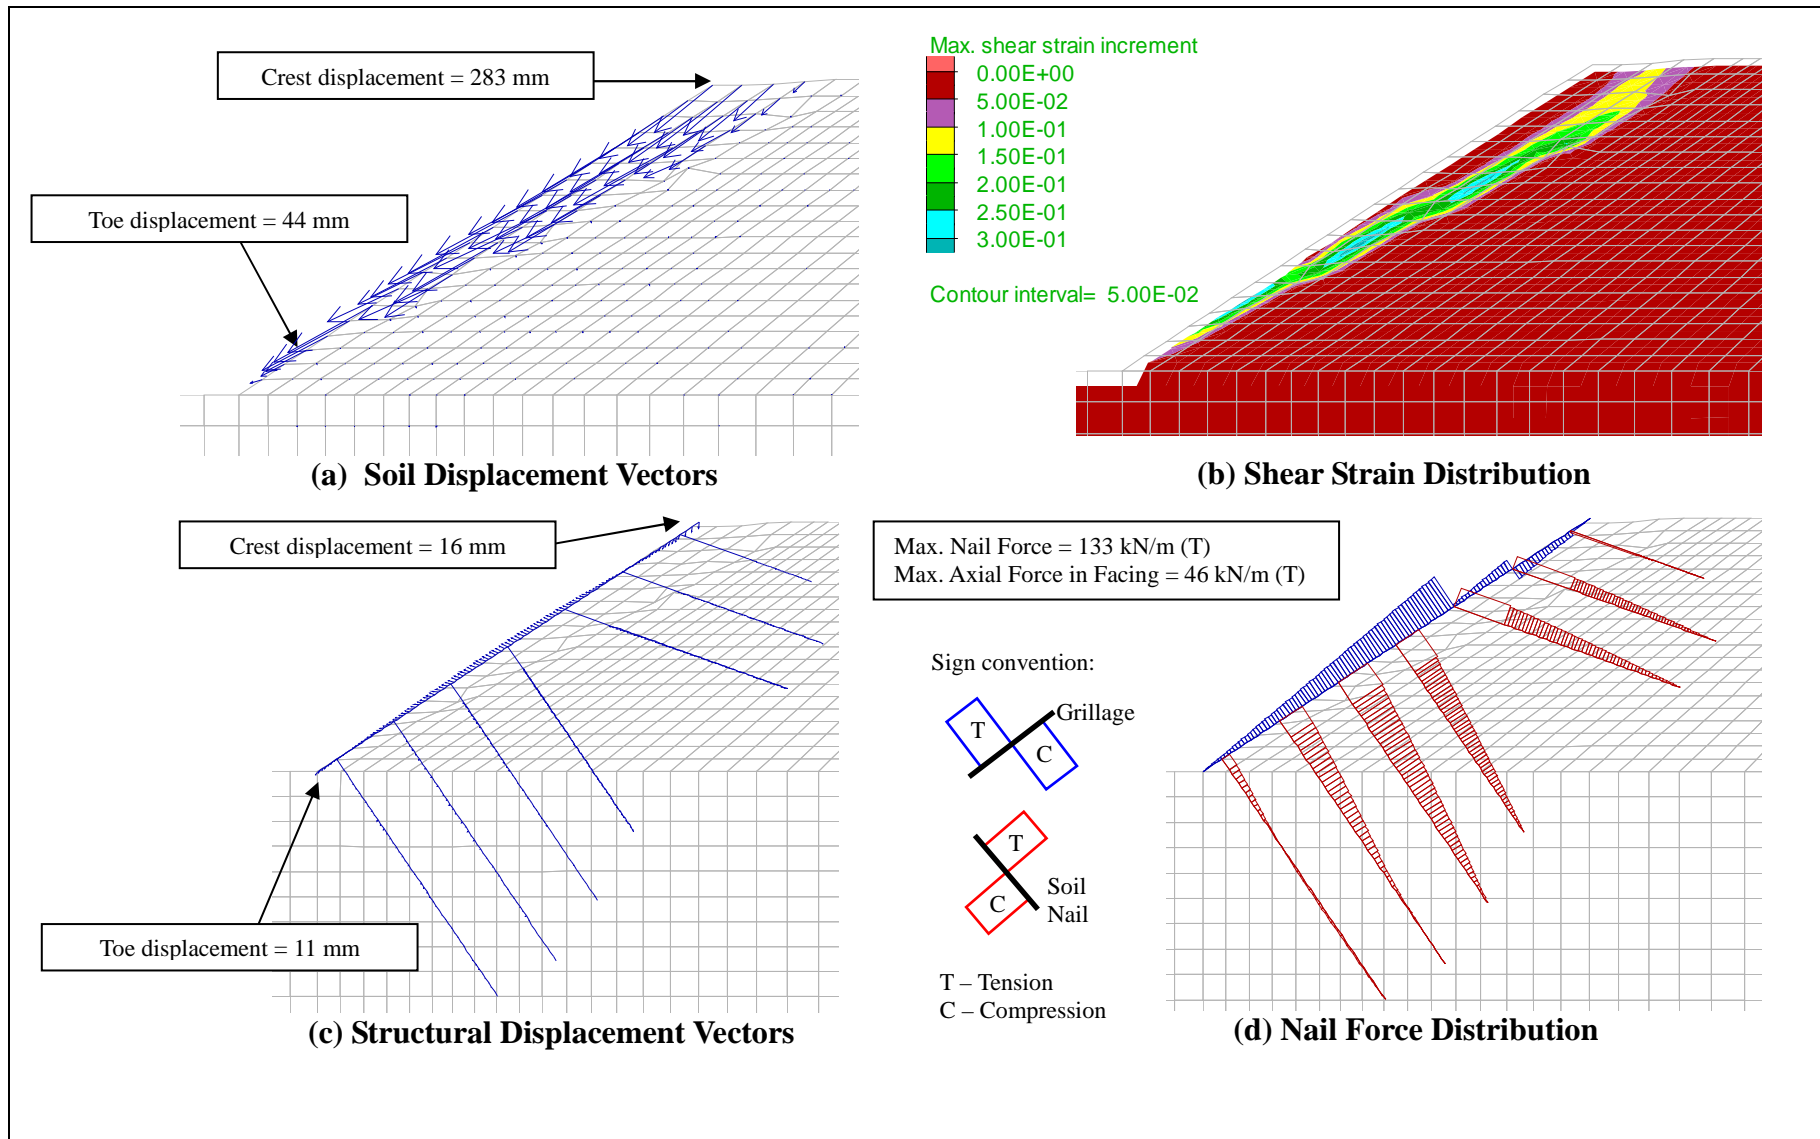 Crest displacement = 283 mm
Toe displacement = 44 mm
(a) Soil Displacement Vectors
Max. shear strain increment
0.00E+00
5.00E-02
1.00E-01
1.50E-01
2.00E-01
2.50E-01
3.00E-01
Contour interval= 5.00E-02
(b) Shear Strain Distribution
Crest displacement = 16 mm
Toe displacement = 11 mm
(c) Structural Displacement Vectors
Max. Nail Force = 133 kN/m (T)
Max. Axial Force in Facing = 46 kN/m (T)
Sign convention:
Grillage
T
C
T
C
Soil
Nail
T – Tension
C – Compression
(d) Nail Force Distribution